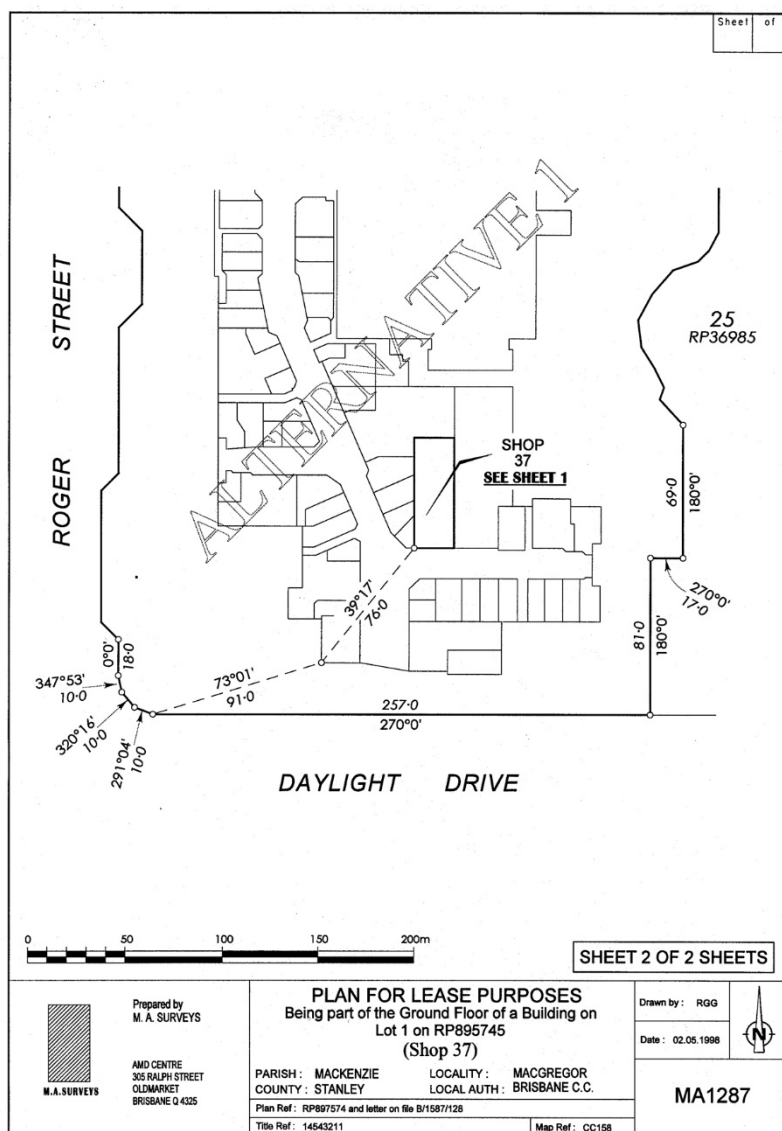 Sheet of
ALTERNATIVE 1
ROGER STREET
25
RP36985
SHOP
37
SEE SHEET 1
69·0
180°0'
270°0'
17·0
81·0
180°0'
39°17'
76·0
73°01'
91·0
0°0'
18·0
347°53'
10·0
320°16'
10·0
291°04'
10·0
257·0
270°0'
DAYLIGHT DRIVE
0 50 100 150 200m
SHEET 2 OF 2 SHEETS
M.A.SURVEYS
Prepared by
M. A. SURVEYS
AMD CENTRE
305 RALPH STREET
OLDMARKET
BRISBANE Q 4325
PLAN FOR LEASE PURPOSES
Being part of the Ground Floor of a Building on
Lot 1 on RP895745
(Shop 37)
PARISH : MACKENZIE LOCALITY : MACGREGOR
COUNTY : STANLEY LOCAL AUTH : BRISBANE C.C.
Plan Ref : RP897574 and letter on file B/1587/128
Title Ref : 14543211 Map Ref : CC158
Drawn by : RGG
Date : 02.05.1998
N
MA1287